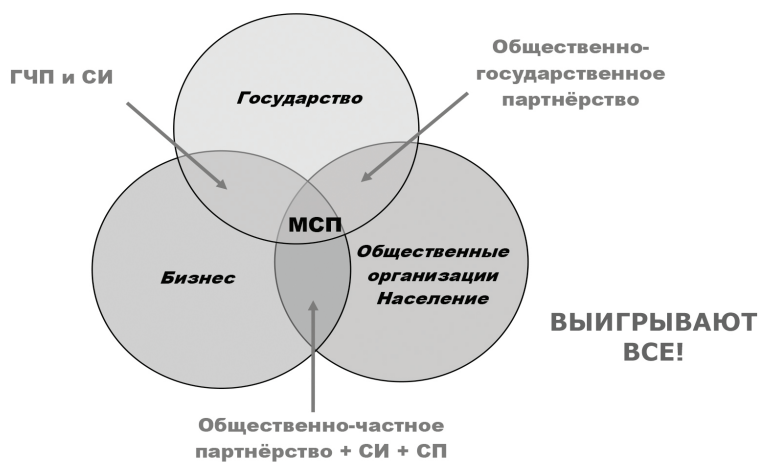 ГЧП и СИ
Общественно-
государственное
партнёрство
Государство
МСП
Бизнес
Общественные
организации
Население
ВЫИГРЫВАЮТ
ВСЕ!
Общественно-частное
партнёрство + СИ + СП